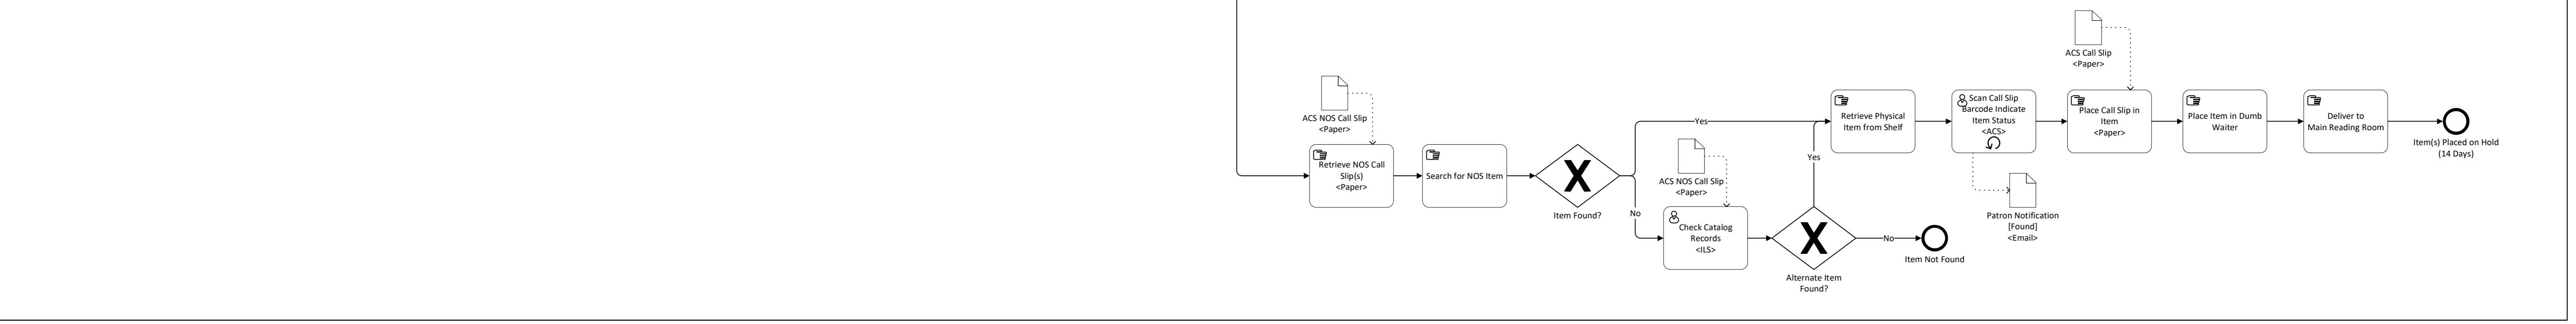 ACS Call Slip
<Paper>
ACS NOS Call Slip
<Paper>
Retrieve NOS Call
Slip(s)
<Paper>
Search for NOS Item
Item Found?
Yes
No
ACS NOS Call Slip
<Paper>
Check Catalog
Records
<ILS>
Alternate Item
Found?
Yes
No
Item Not Found
Retrieve Physical
Item from Shelf
Scan Call Slip
Barcode Indicate
Item Status
<ACS>
Patron Notification
[Found]
<Email>
Place Call Slip in
Item
<Paper>
Place Item in Dumb
Waiter
Deliver to
Main Reading Room
Item(s) Placed on Hold
(14 Days)